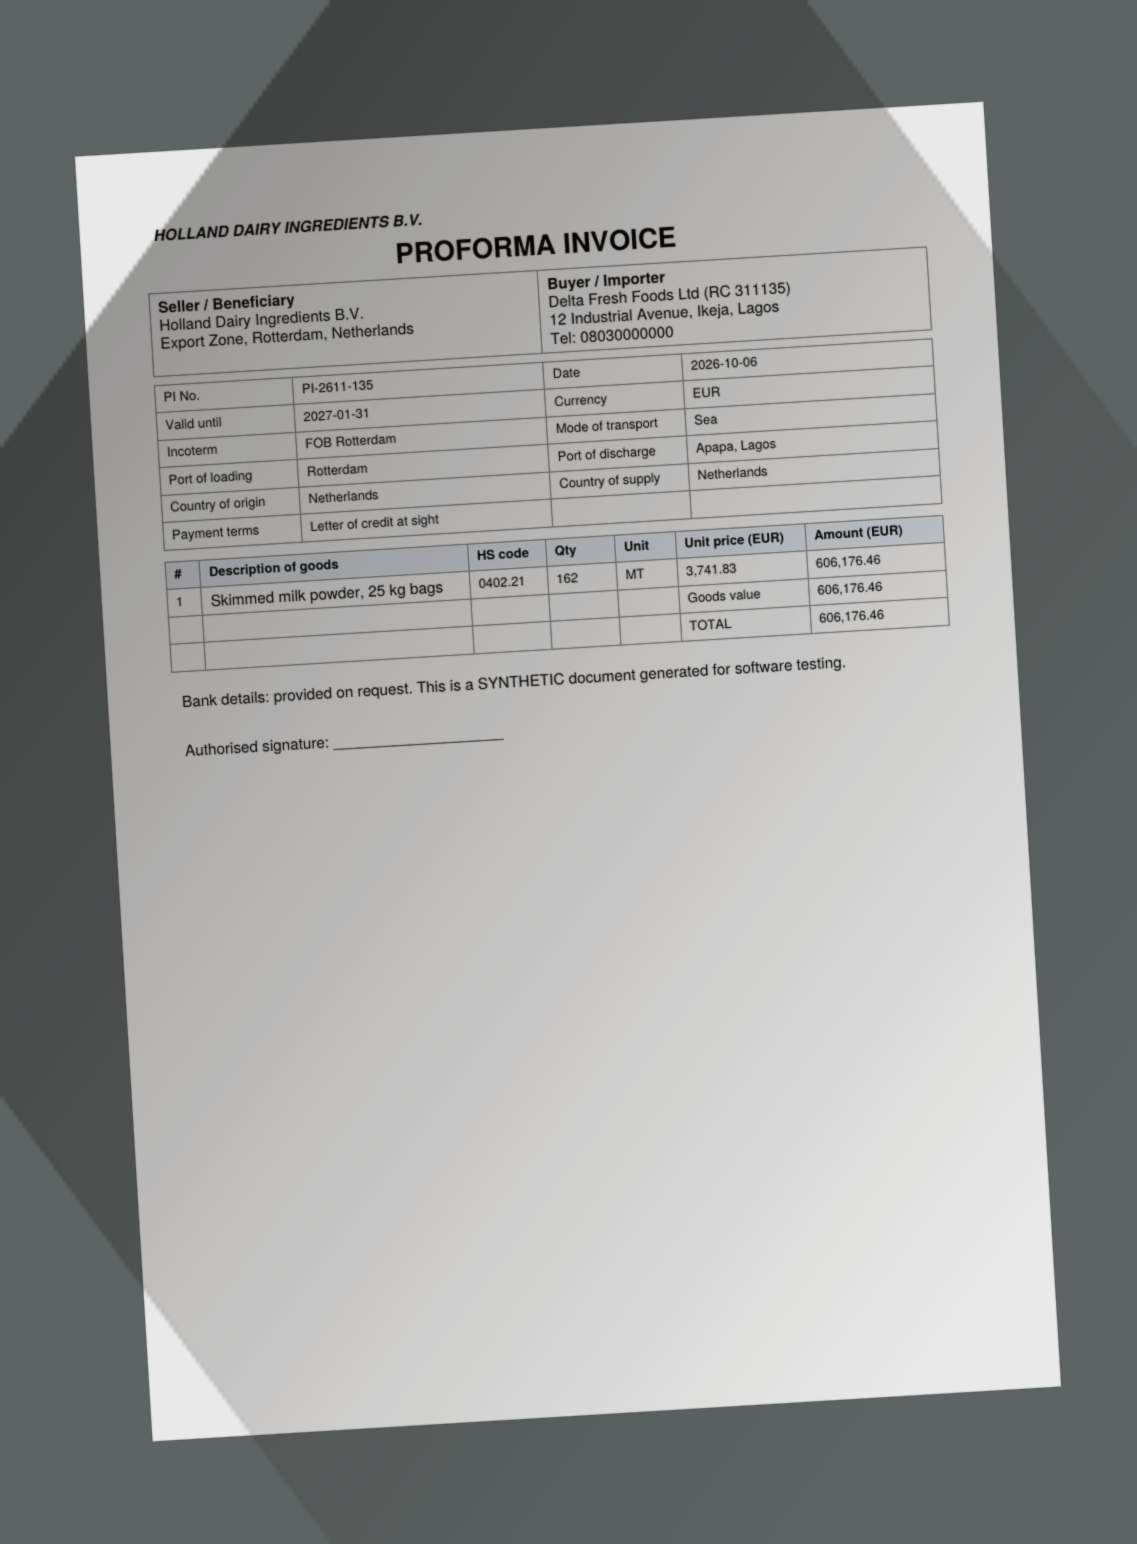 HOLLAND DAIRY INGREDIENTS B.V.
PROFORMA INVOICE
Seller / Beneficiary
Holland Dairy Ingredients B.V.
Export Zone, Rotterdam, Netherlands
Buyer / Importer
Delta Fresh Foods Ltd (RC 311135)
12 Industrial Avenue, Ikeja, Lagos
Tel: 08030000000
PI No. PI-2611-135 Date 2026-10-06
Valid until 2027-01-31 Currency EUR
Incoterm FOB Rotterdam Mode of transport Sea
Port of loading Rotterdam Port of discharge Apapa, Lagos
Country of origin Netherlands Country of supply Netherlands
Payment terms Letter of credit at sight
# Description of goods HS code Qty Unit Unit price (EUR) Amount (EUR)
1 Skimmed milk powder, 25 kg bags 0402.21 162 MT 3,741.83 606,176.46
Goods value 606,176.46
TOTAL 606,176.46
Bank details: provided on request. This is a SYNTHETIC document generated for software testing.
Authorised signature: ____________________